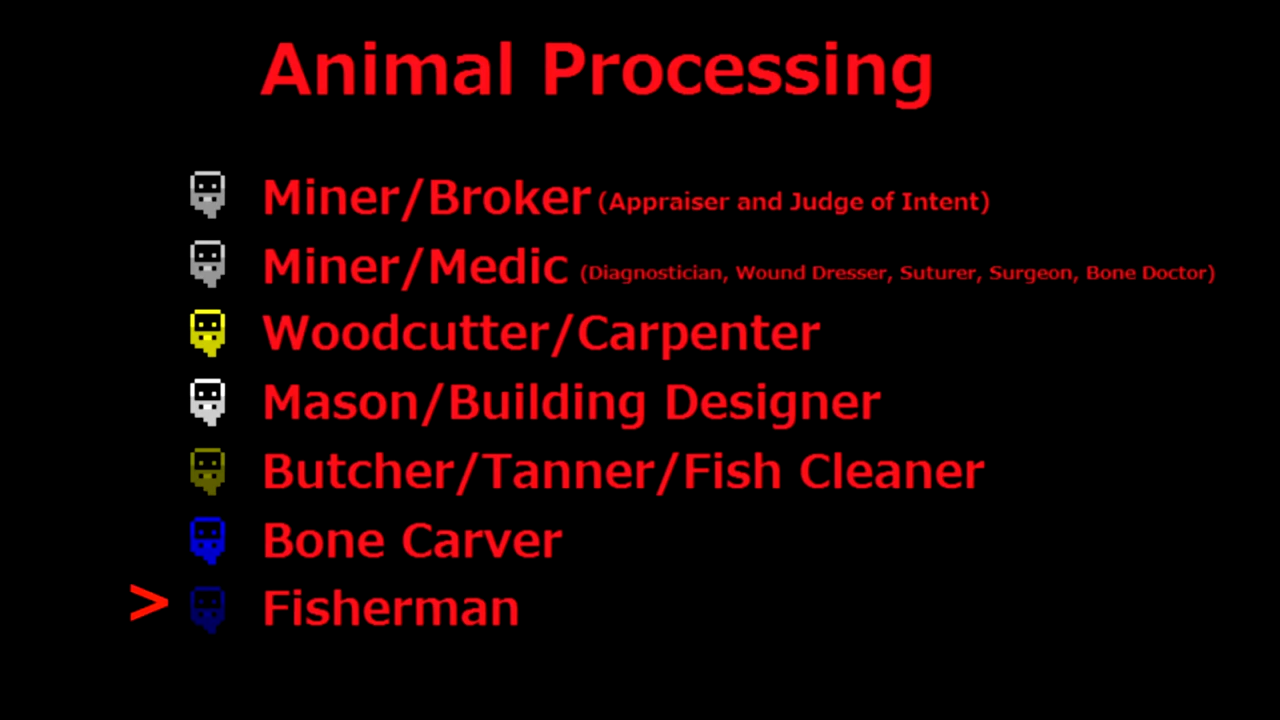 Animal Processing
Miner/Broker (Appraiser and Judge of Intent)
Miner/Medic (Diagnostician, Wound Dresser, Suturer, Surgeon, Bone Doctor)
Woodcutter/Carpenter
Mason/Building Designer
Butcher/Tanner/Fish Cleaner
Bone Carver
> Fisherman